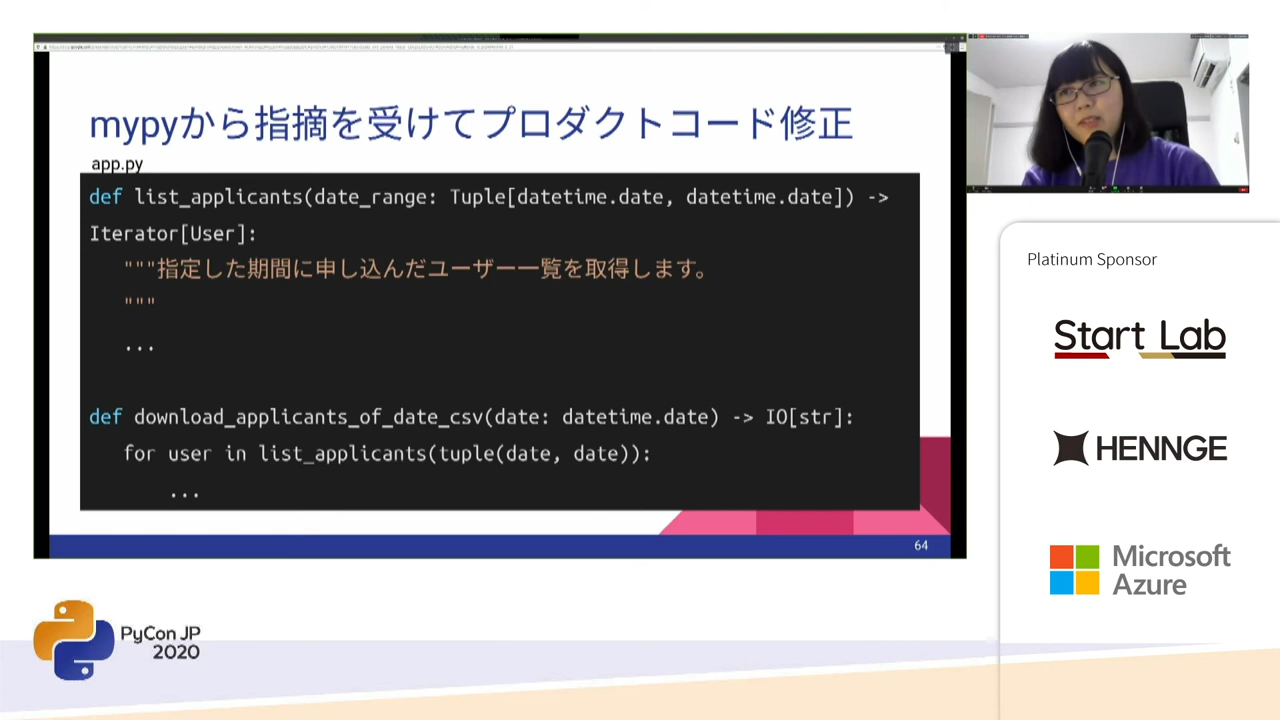 mypyから指摘を受けてプロダクトコード修正
app.py
def list_applicants(date_range: Tuple[datetime.date, datetime.date]) ->
Iterator[User]:
"""指定した期間に申し込んだユーザー一覧を取得します。
"""
...
def download_applicants_of_date_csv(date: datetime.date) -> IO[str]:
for user in list_applicants(tuple(date, date)):
...
64
Platinum Sponsor
Start Lab
HENNGE
Microsoft
Azure
PyCon JP
2020